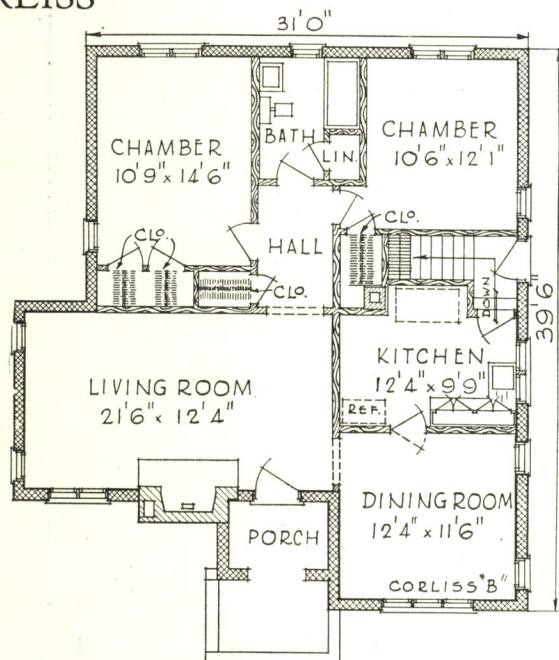 RLISS
31'0"
CHAMBER
10'9" x 14'6"
BATH
LIN.
CHAMBER
10'6" x 12'1"
CLO.
HALL
CLO.
CLO.
DOWN
39'6"
LIVING ROOM
21'6" x 12'4"
KITCHEN
12'4" x 9'9"
REF.
PORCH
DINING ROOM
12'4" x 11'6"
CORLISS "B"